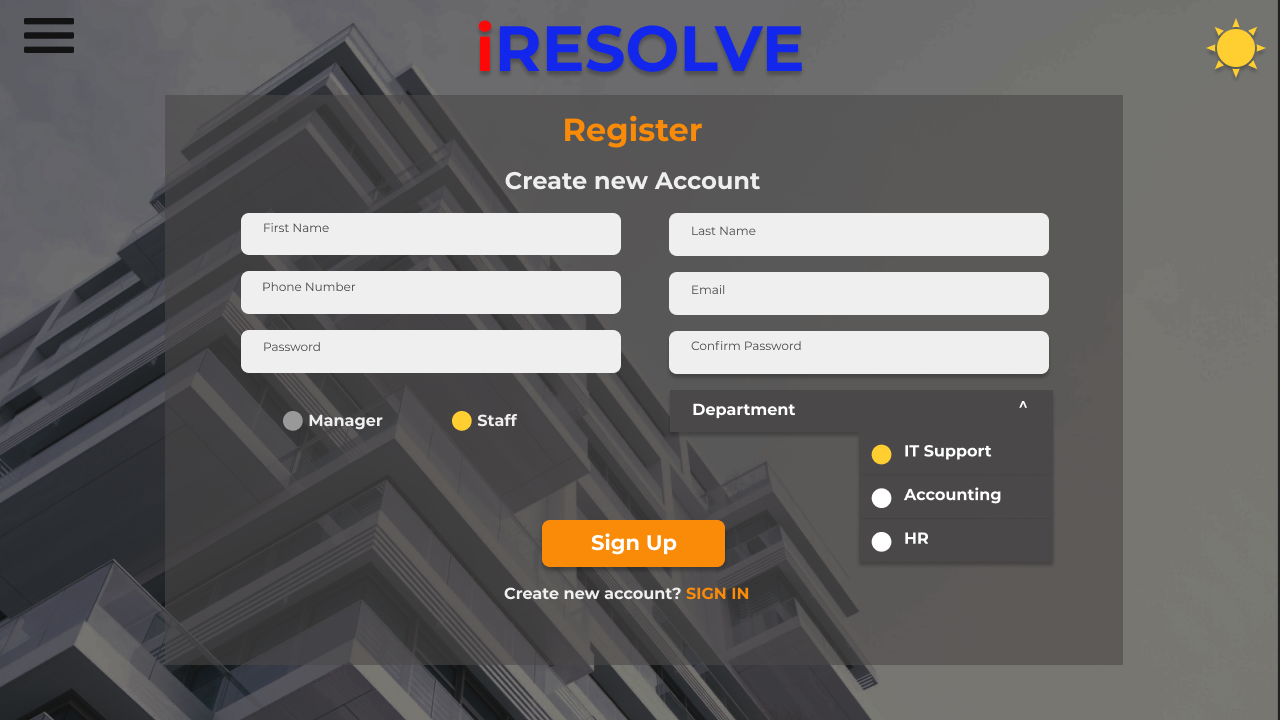 iRESOLVE
Register
Create new Account
First Name
Last Name
Phone Number
Email
Password
Confirm Password
Manager
Staff
Department ^
IT Support
Accounting
HR
Sign Up
Create new account? SIGN IN